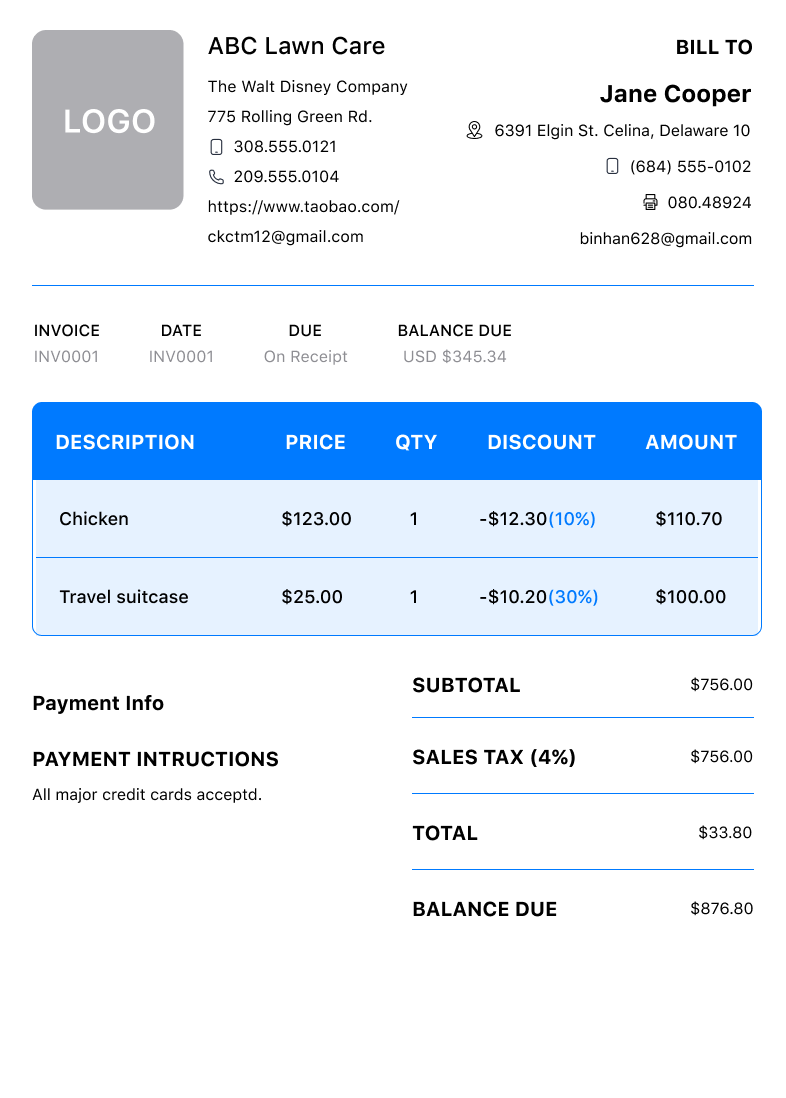 LOGO
ABC Lawn Care
The Walt Disney Company
775 Rolling Green Rd.
308.555.0121
209.555.0104
https://www.taobao.com/
ckctm12@gmail.com
BILL TO
Jane Cooper
6391 Elgin St. Celina, Delaware 10
(684) 555-0102
080.48924
binhan628@gmail.com
INVOICE DATE DUE BALANCE DUE
INV0001 INV0001 On Receipt USD $345.34
DESCRIPTION PRICE QTY DISCOUNT AMOUNT
Chicken $123.00 1 -$12.30(10%) $110.70
Travel suitcase $25.00 1 -$10.20(30%) $100.00
Payment Info
PAYMENT INTRUCTIONS
All major credit cards acceptd.
SUBTOTAL $756.00
SALES TAX (4%) $756.00
TOTAL $33.80
BALANCE DUE $876.80